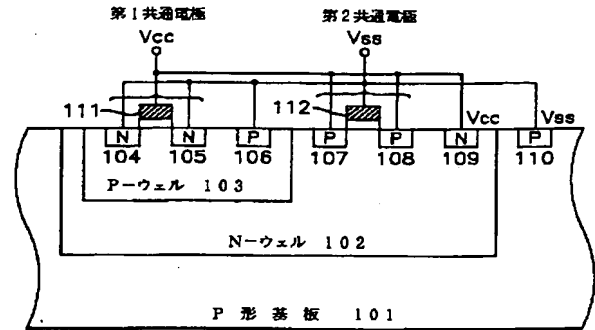 第1共通電極
第2共通電極
Vcc
Vss
111
112
Vcc
Vss
N
N
P
P
P
N
P
104
105
106
107
108
109
110
P-ウェル 103
N-ウェル 102
P形基板 101